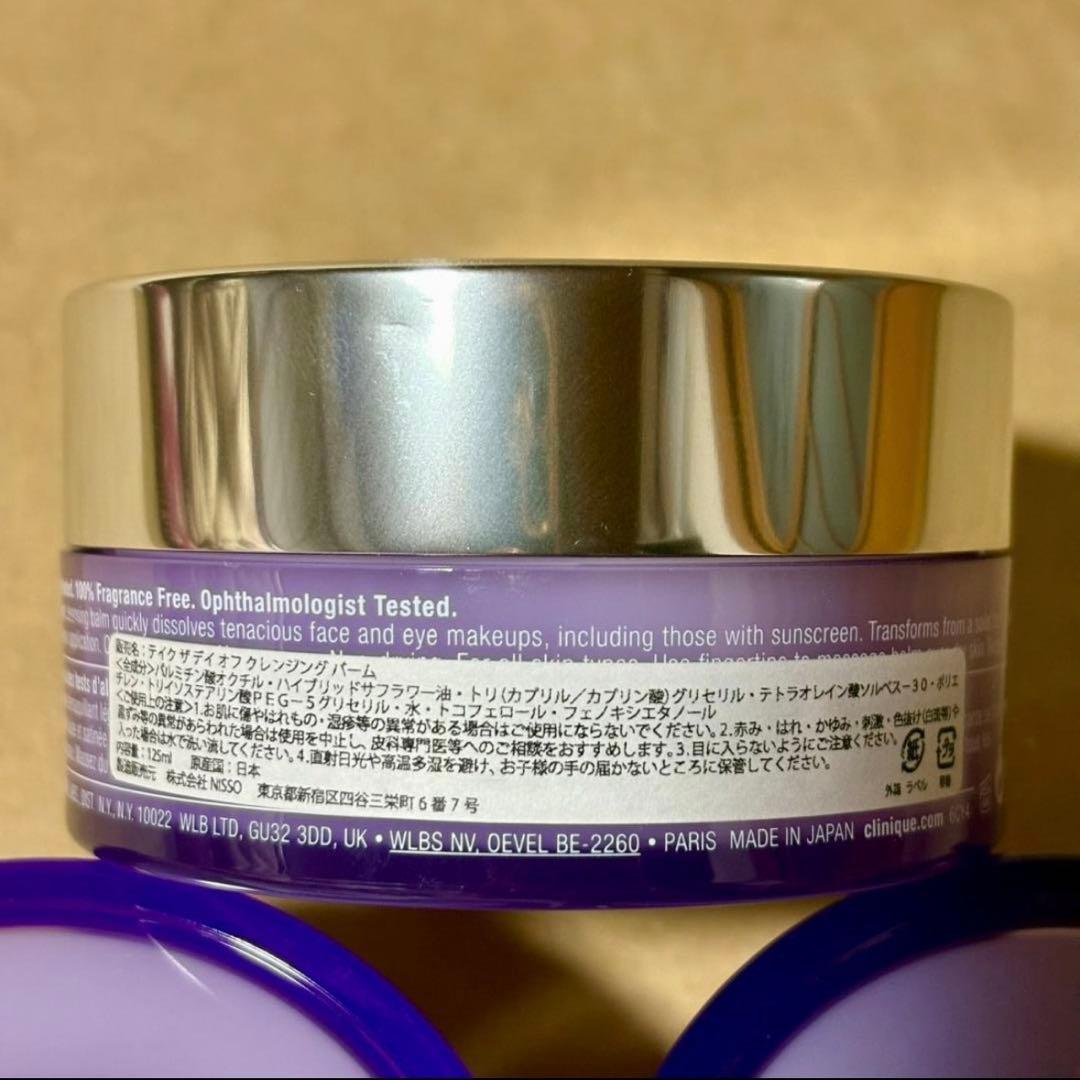 100% Fragrance Free. Ophthalmologist Tested.
balm quickly dissolves tenacious face and eye makeups, including those with sunscreen. Transforms from a
For all skin types. Use fingertips to massage balm
販売名:テイク ザ デイ オフ クレンジング バーム
<全成分>パルミチン酸オクチル・ハイブリッドサフラワー油・トリ(カプリル/カプリン酸)グリセリル・テトラオレイン酸ソルベス-30・ポリエ
チレン・トリイソステアリン酸PEG-5グリセリル・水・トコフェロール・フェノキシエタノール
<ご使用上の注意>1.お肌に傷やはれもの・湿疹等の異常がある場合はご使用にならないでください。2.赤み・はれ・かゆみ・刺激・色抜け(白斑等)や
黒ずみ等の異常があらわれた場合は使用を中止し、皮科専門医等へのご相談をおすすめします。3.目に入らないようにご注意ください。
入った場合は水で洗い流してください。4.直射日光や高温多湿を避け、お子様の手の届かないところに保管してください。
内容量:125ml 原産国:日本
製造販売元 株式会社 NISSO 東京都新宿区四谷三栄町6番7号
紙 プラ
外箱 ラベル 容器
DIST N.Y., N.Y. 10022 WLB LTD, GU32 3DD, UK • WLBS NV, OEVEL BE-2260 • PARIS MADE IN JAPAN clinique.com